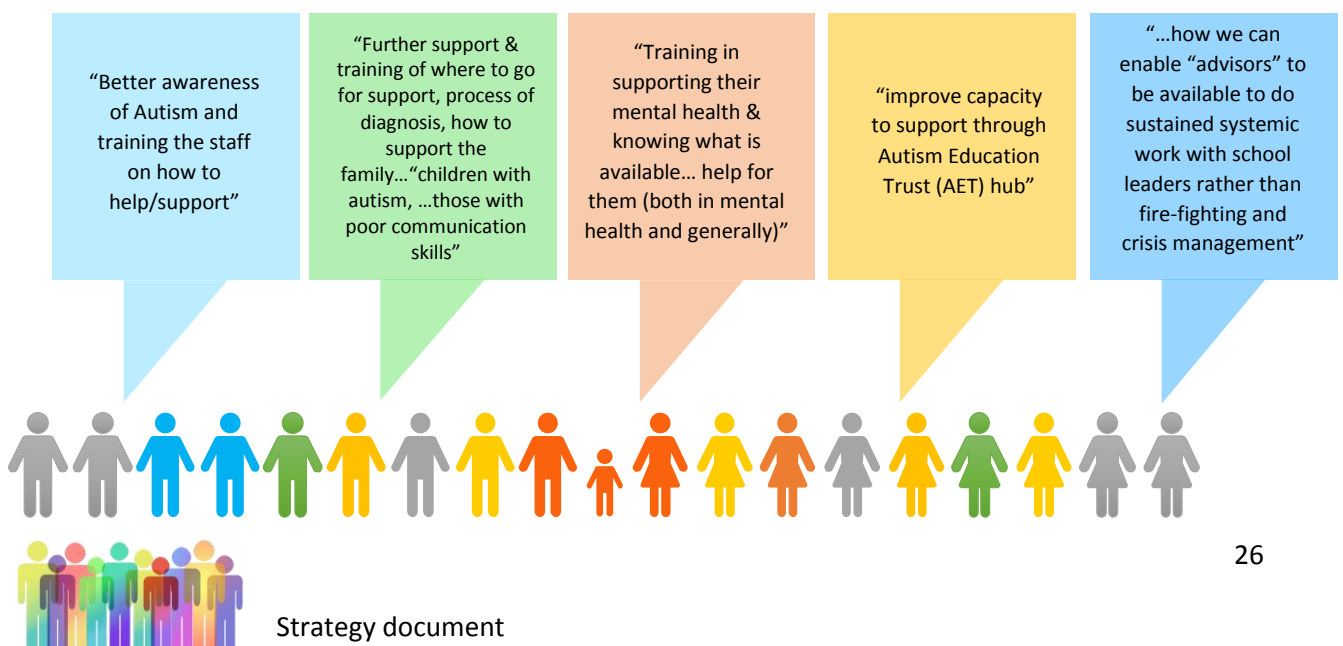 “Better awareness
of Autism and
training the staff
on how to
help/support”
“Further support &
training of where to go
for support, process of
diagnosis, how to
support the
family…“children with
autism, …those with
poor communication
skills”
“Training in
supporting their
mental health &
knowing what is
available… help for
them (both in mental
health and generally)”
“improve capacity
to support through
Autism Education
Trust (AET) hub”
“…how we can
enable “advisors” to
be available to do
sustained systemic
work with school
leaders rather than
fire-fighting and
crisis management”
26
Strategy document